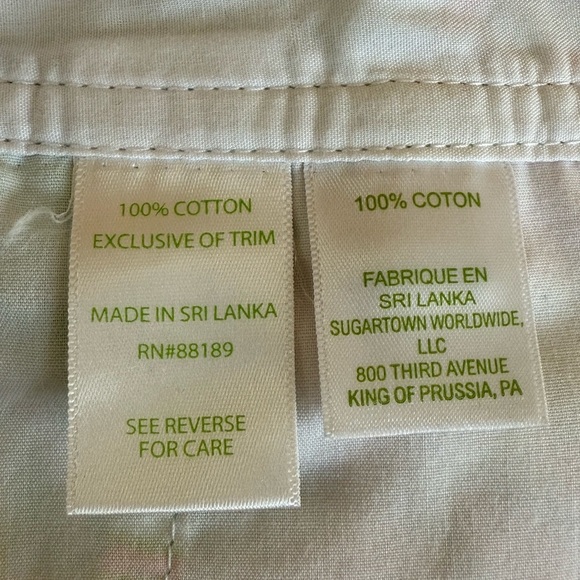 100% COTTON
EXCLUSIVE OF TRIM
MADE IN SRI LANKA
RN#88189
SEE REVERSE
FOR CARE
100% COTON
FABRIQUE EN
SRI LANKA
SUGARTOWN WORLDWIDE,
LLC
800 THIRD AVENUE
KING OF PRUSSIA, PA